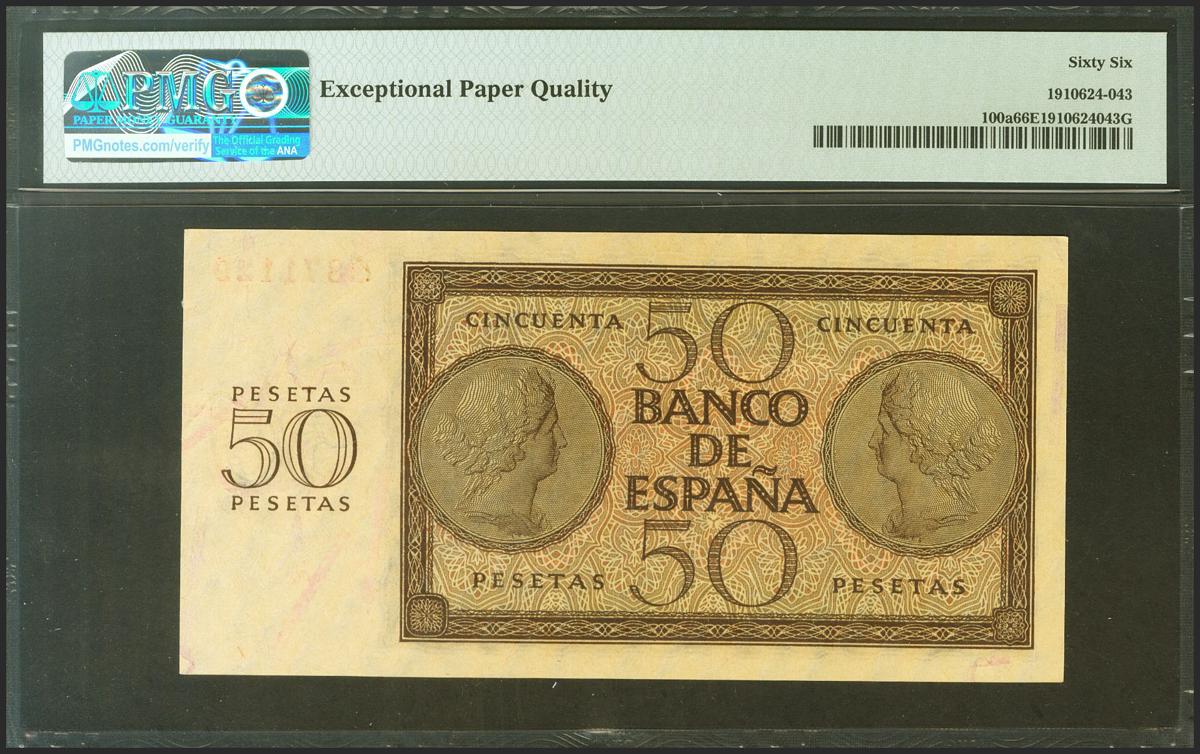 PMG
PAPER MONEY GUARANTY
PMGnotes.com/verify
The Official Grading
Service of the ANA
Exceptional Paper Quality
Sixty Six
1910624-043
100a66E1910624043G
CINCUENTA 50 CINCUENTA
PESETAS
50
PESETAS
BANCO
DE
ESPAÑA
PESETAS 50 PESETAS